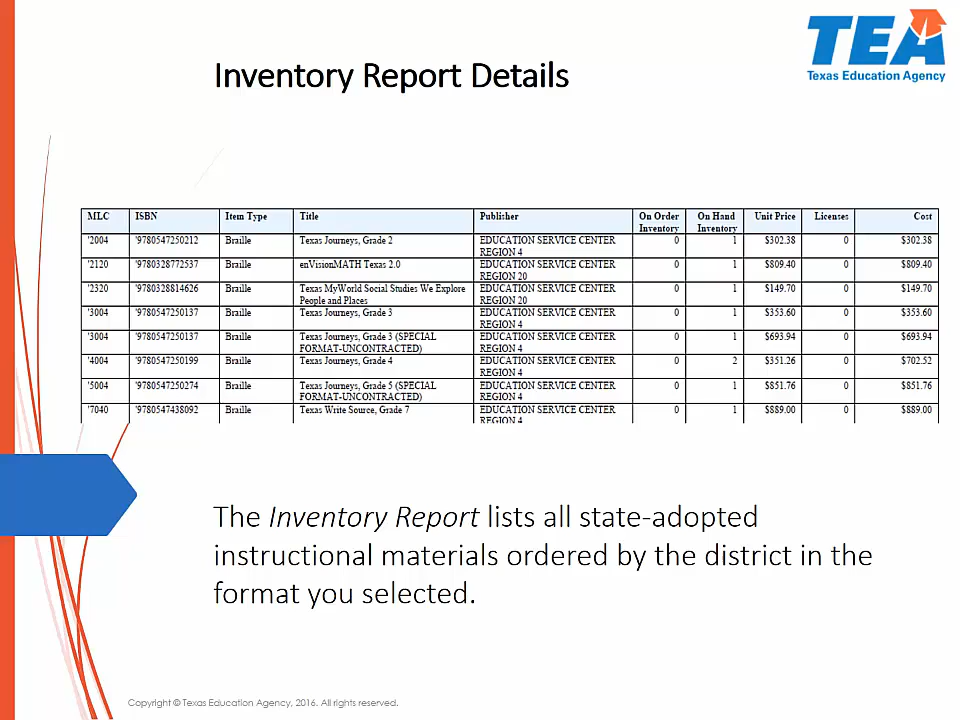 TEA
Texas Education Agency
Inventory Report Details
MLC ISBN Item Type Title Publisher On Order Inventory On Hand Inventory Unit Price Licenses Cost
'2004 '9780547250212 Braille Texas Journeys, Grade 2 EDUCATION SERVICE CENTER REGION 4 0 1 $302.38 0 $302.38
'2120 '9780328772537 Braille enVisionMATH Texas 2.0 EDUCATION SERVICE CENTER REGION 20 0 1 $809.40 0 $809.40
'2320 '9780328814626 Braille Texas MyWorld Social Studies We Explore People and Places EDUCATION SERVICE CENTER REGION 20 0 1 $149.70 0 $149.70
'3004 '9780547250137 Braille Texas Journeys, Grade 3 EDUCATION SERVICE CENTER REGION 4 0 1 $353.60 0 $353.60
'3004 '9780547250137 Braille Texas Journeys, Grade 3 (SPECIAL FORMAT-UNCONTRACTED) EDUCATION SERVICE CENTER REGION 4 0 1 $693.94 0 $693.94
'4004 '9780547250199 Braille Texas Journeys, Grade 4 EDUCATION SERVICE CENTER REGION 4 0 2 $351.26 0 $702.52
'5004 '9780547250274 Braille Texas Journeys, Grade 5 (SPECIAL FORMAT-UNCONTRACTED) EDUCATION SERVICE CENTER REGION 4 0 1 $851.76 0 $851.76
'7040 '9780547438092 Braille Texas Write Source, Grade 7 EDUCATION SERVICE CENTER REGION 4 0 1 $889.00 0 $889.00
The Inventory Report lists all state-adopted
instructional materials ordered by the district in the
format you selected.
Copyright © Texas Education Agency, 2016. All rights reserved.